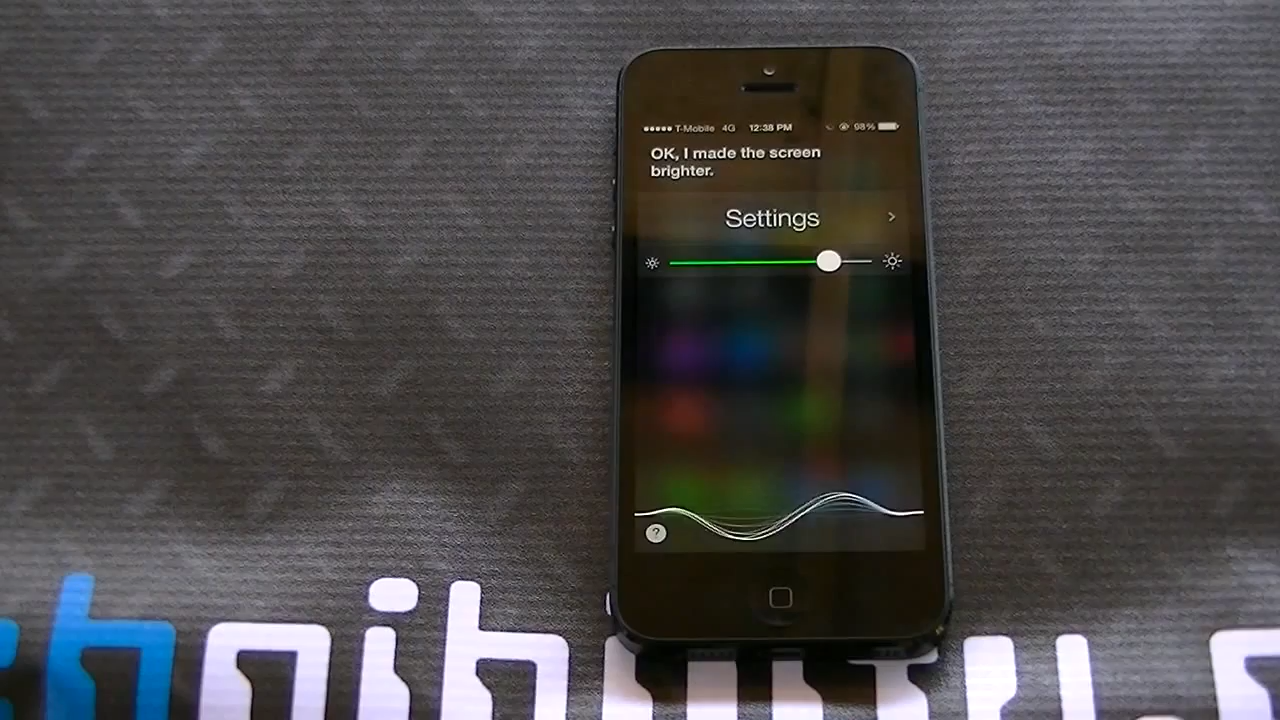 T-Mobile 4G 12:38 PM 98%
OK, I made the screen
brighter.
Settings
?